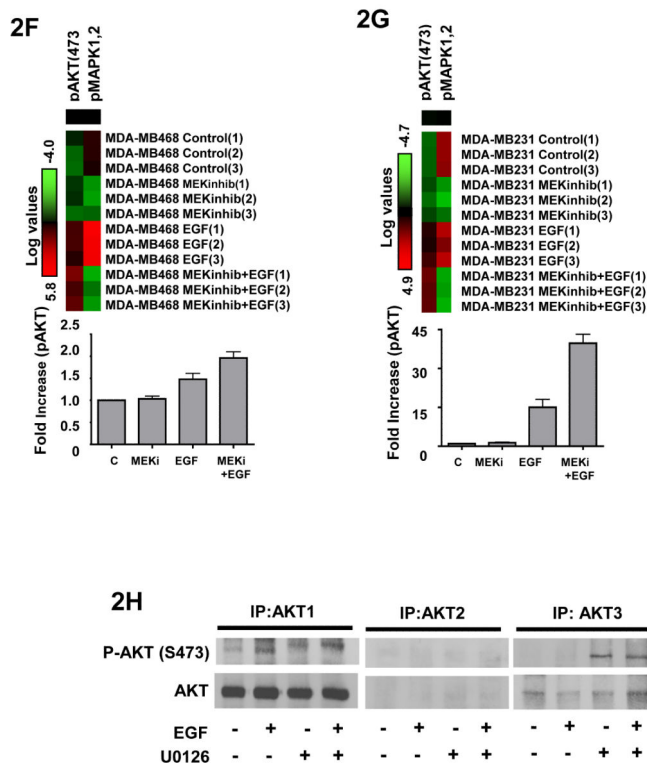 2F
pAKT(473
pMAPK1,2
MDA-MB468 Control(1)
MDA-MB468 Control(2)
MDA-MB468 Control(3)
MDA-MB468 MEKinhib(1)
MDA-MB468 MEKinhib(2)
MDA-MB468 MEKinhib(3)
MDA-MB468 EGF(1)
MDA-MB468 EGF(2)
MDA-MB468 EGF(3)
MDA-MB468 MEKinhib+EGF(1)
MDA-MB468 MEKinhib+EGF(2)
MDA-MB468 MEKinhib+EGF(3)
-4.0
Log values
5.8
Fold Increase (pAKT)
2.5
2.0
1.5
1.0
0.5
0
C MEKi EGF MEKi
+EGF
2G
pAKT(473)
pMAPK1,2
MDA-MB231 Control(1)
MDA-MB231 Control(2)
MDA-MB231 Control(3)
MDA-MB231 MEKinhib(1)
MDA-MB231 MEKinhib(2)
MDA-MB231 MEKinhib(3)
MDA-MB231 EGF(1)
MDA-MB231 EGF(2)
MDA-MB231 EGF(3)
MDA-MB231 MEKinhib+EGF(1)
MDA-MB231 MEKinhib+EGF(2)
MDA-MB231 MEKinhib+EGF(3)
-4.7
Log values
4.9
Fold Increase (pAKT)
45
30
15
0
C MEKi EGF MEKi
+EGF
2H
IP:AKT1 IP:AKT2 IP: AKT3
P-AKT (S473)
AKT
EGF - + - + - + - + - + - +
U0126 - - + + - - + + - - + +